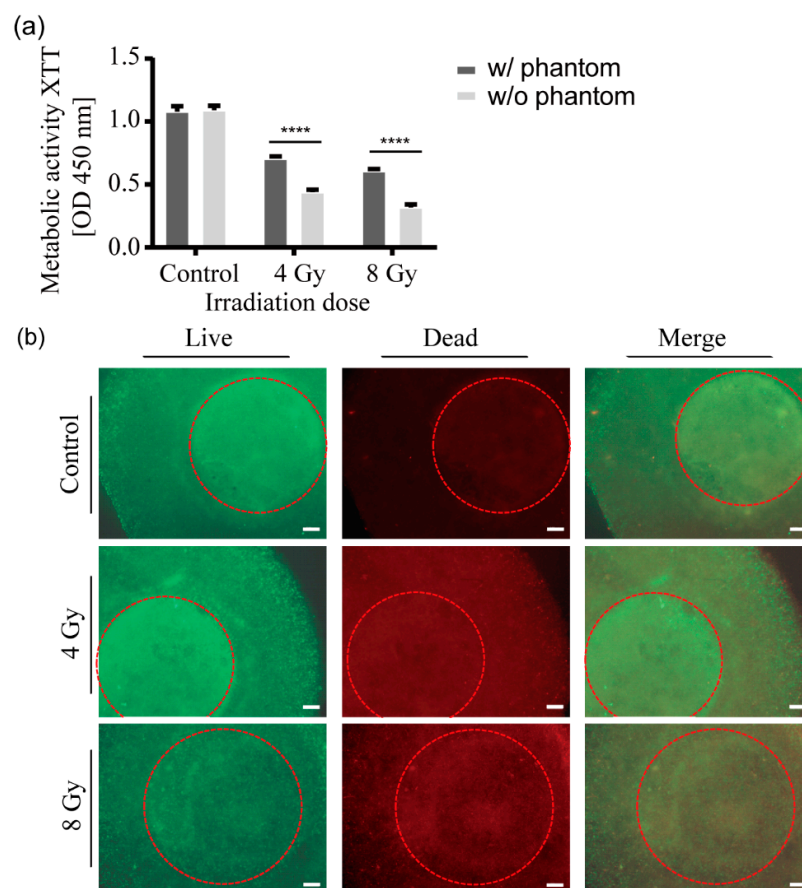 (a)
1.5
1.0
0.5
0.0
Metabolic activity XTT
[OD 450 nm]
****
****
Control 4 Gy 8 Gy
Irradiation dose
w/ phantom
w/o phantom
(b)
Live Dead Merge
Control
4 Gy
8 Gy